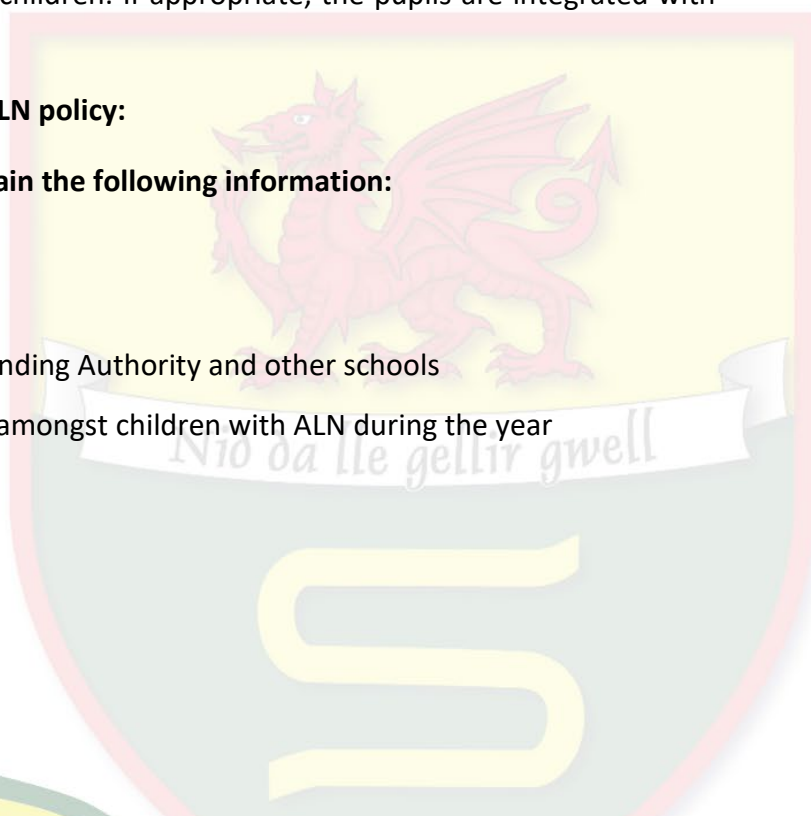 children. If appropriate, the pupils are integrated with
LN policy:
ain the following information:
nding Authority and other schools
amongst children with ALN during the year
Nid da lle gellir gwell